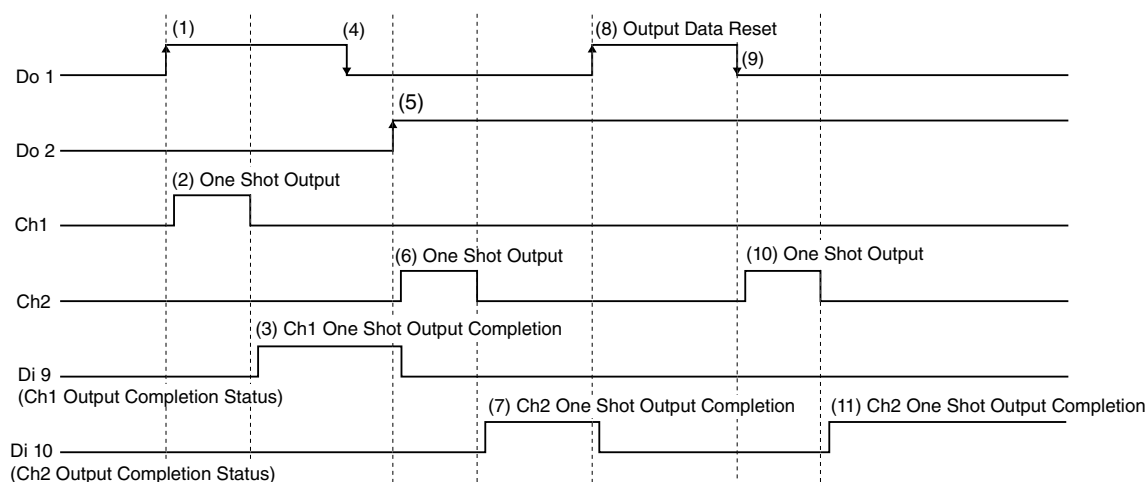 (1)
(4)
(8) Output Data Reset
(9)
Do 1
(5)
Do 2
(2) One Shot Output
Ch1
(6) One Shot Output
(10) One Shot Output
Ch2
(3) Ch1 One Shot Output Completion
Di 9
(Ch1 Output Completion Status)
(7) Ch2 One Shot Output Completion
(11) Ch2 One Shot Output Completion
Di 10
(Ch2 Output Completion Status)